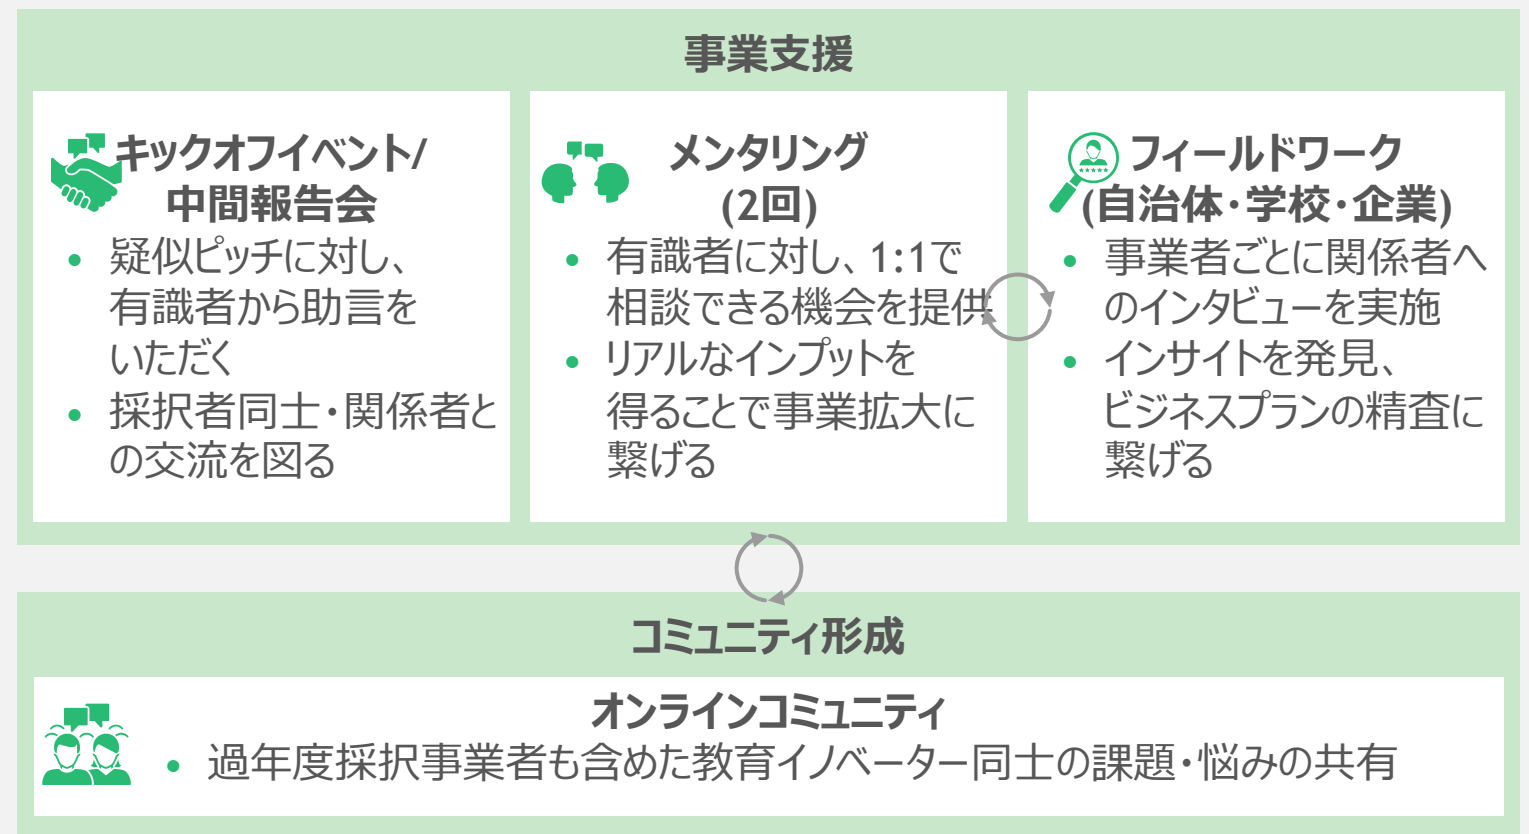 事業支援
キックオフイベント/
中間報告会
• 疑似ピッチに対し、
有識者から助言を
いただく
• 採択者同士・関係者と
の交流を図る
メンタリング
(2回)
• 有識者に対し、1:1で
相談できる機会を提供
• リアルなインプットを
得ることで事業拡大に
繋げる
フィールドワーク
(自治体・学校・企業)
• 事業者ごとに関係者へ
のインタビューを実施
• インサイトを発見、
ビジネスプランの精査に
繋げる
コミュニティ形成
オンラインコミュニティ
• 過年度採択事業者も含めた教育イノベーター同士の課題・悩みの共有